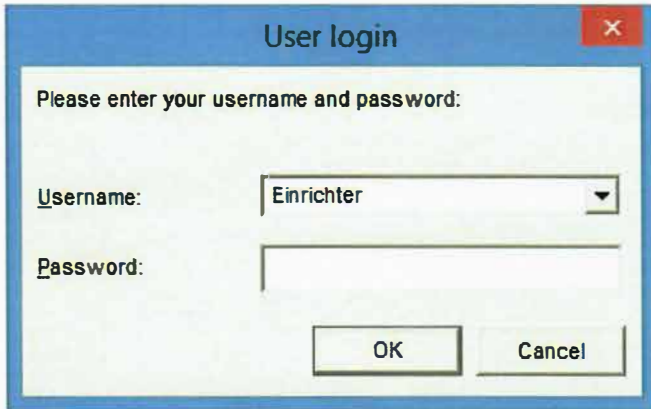 User login
Please enter your username and password:
Username: Einrichter
Password:
OK Cancel